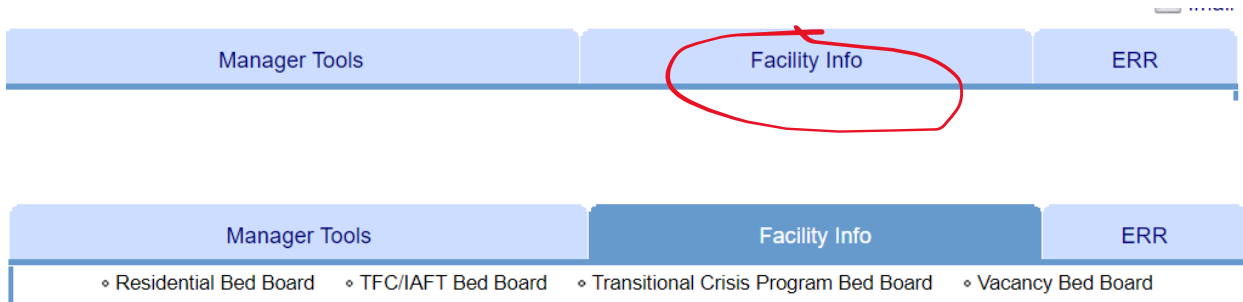 Manager Tools Facility Info ERR
Manager Tools Facility Info ERR
Residential Bed Board TFC/IAFT Bed Board Transitional Crisis Program Bed Board Vacancy Bed Board